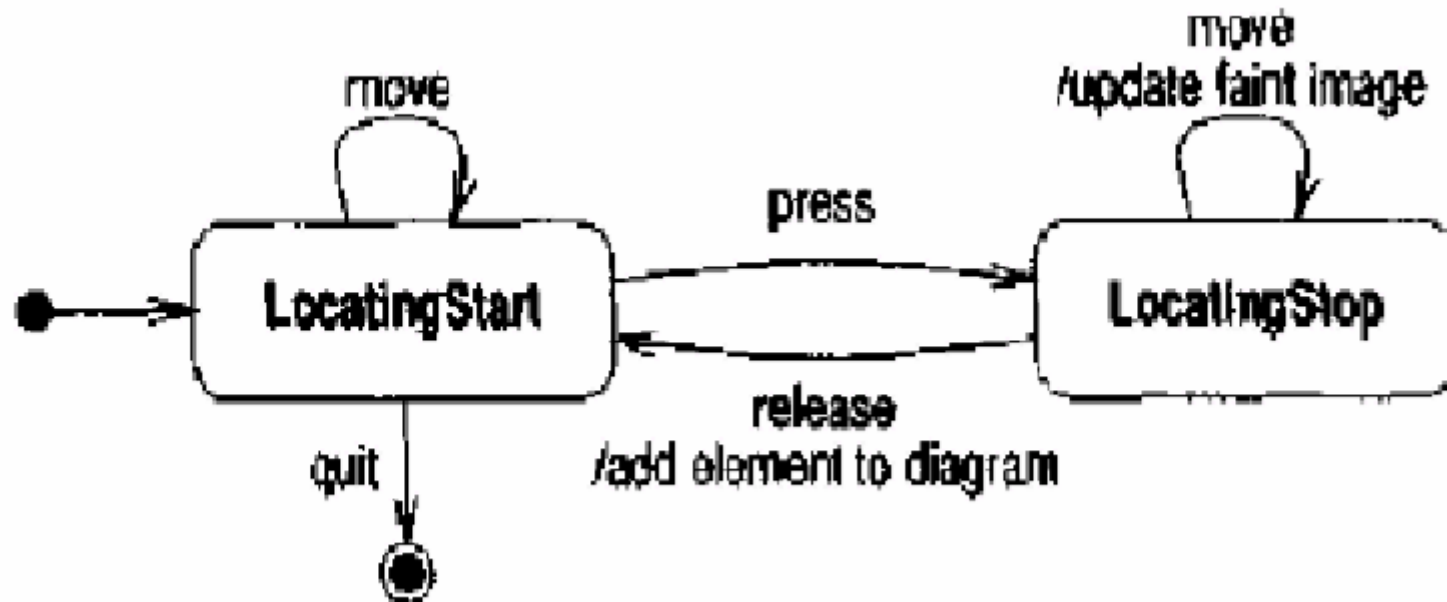 move
/update faint image
move
press
LocatingStart
LocatingStop
release
/add element to diagram
quit